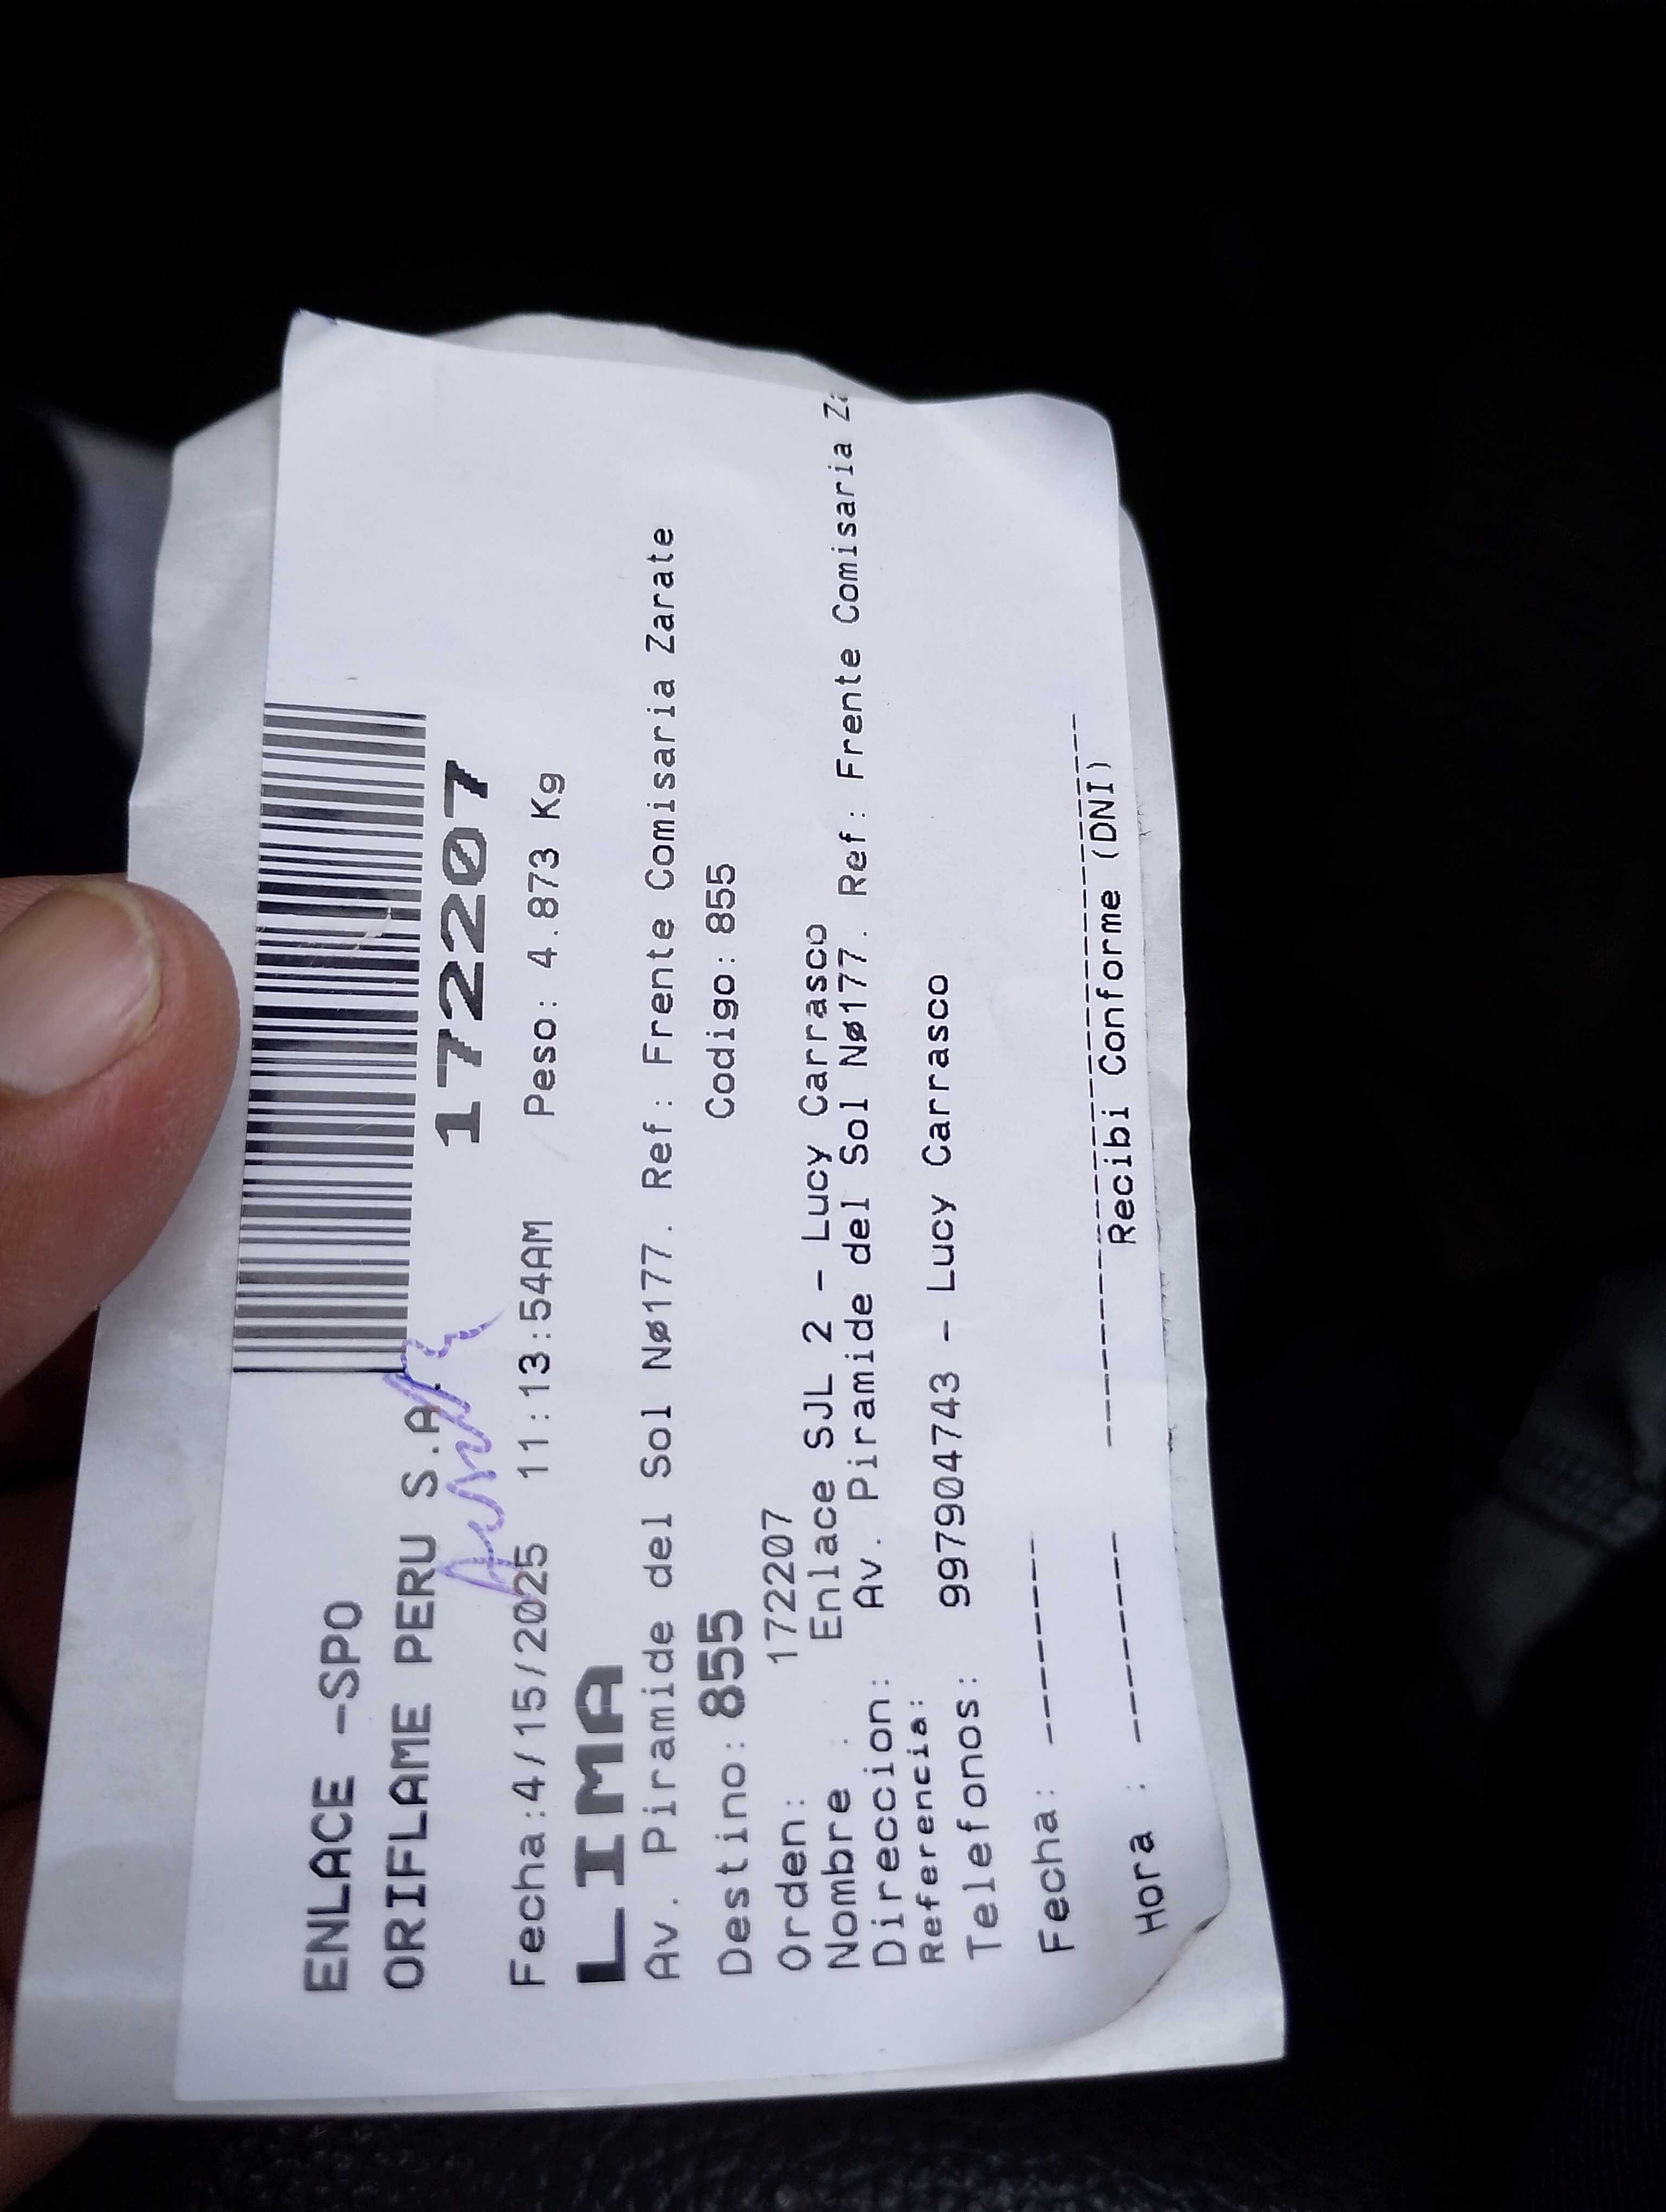 ENLACE -SPO
ORIFLAME PERU S.A.
172207
Fecha:4/15/2025 11:13:54AM Peso: 4.873 Kg
LIMA
Av. Piramide del Sol Nø177. Ref: Frente Comisaria Zarate
Destino: 855 Codigo: 855
Orden: 172207
Nombre : Enlace SJL 2 - Lucy Carrasco
Direccion: Av. Piramide del Sol Nø177. Ref: Frente Comisaria Za
Referencia:
Telefonos: 997904743 - Lucy Carrasco
Fecha: -------
Hora : -------
Recibi Conforme (DNI)